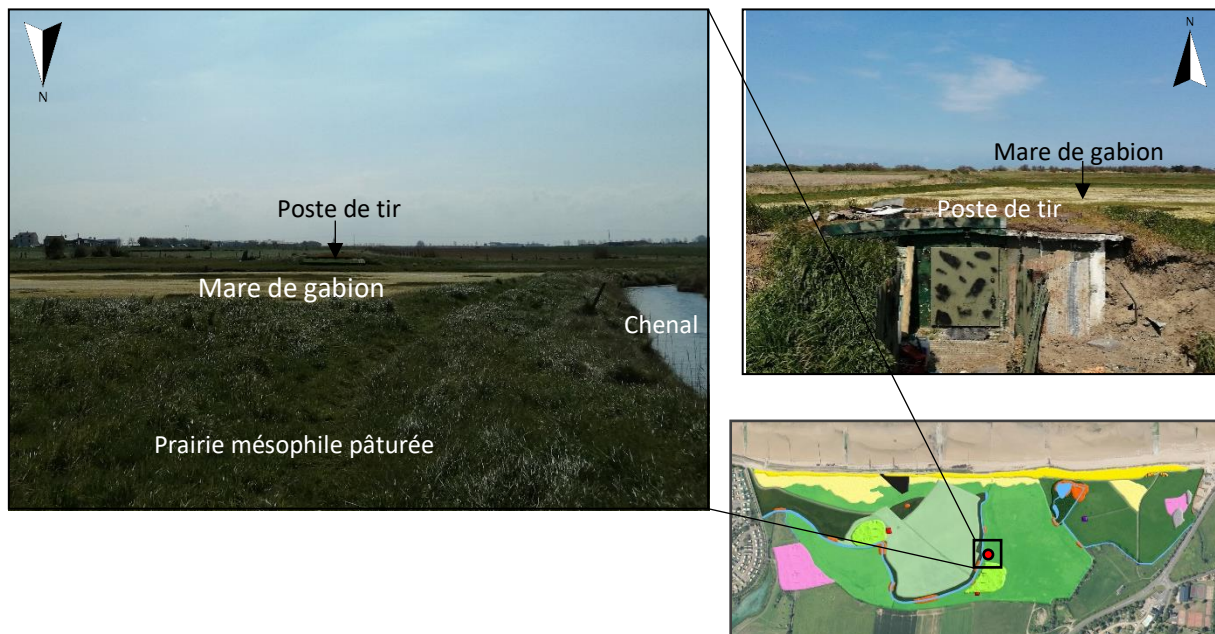 N
Poste de tir
Mare de gabion
Chenal
Prairie mésophile pâturée
N
Mare de gabion
Poste de tir